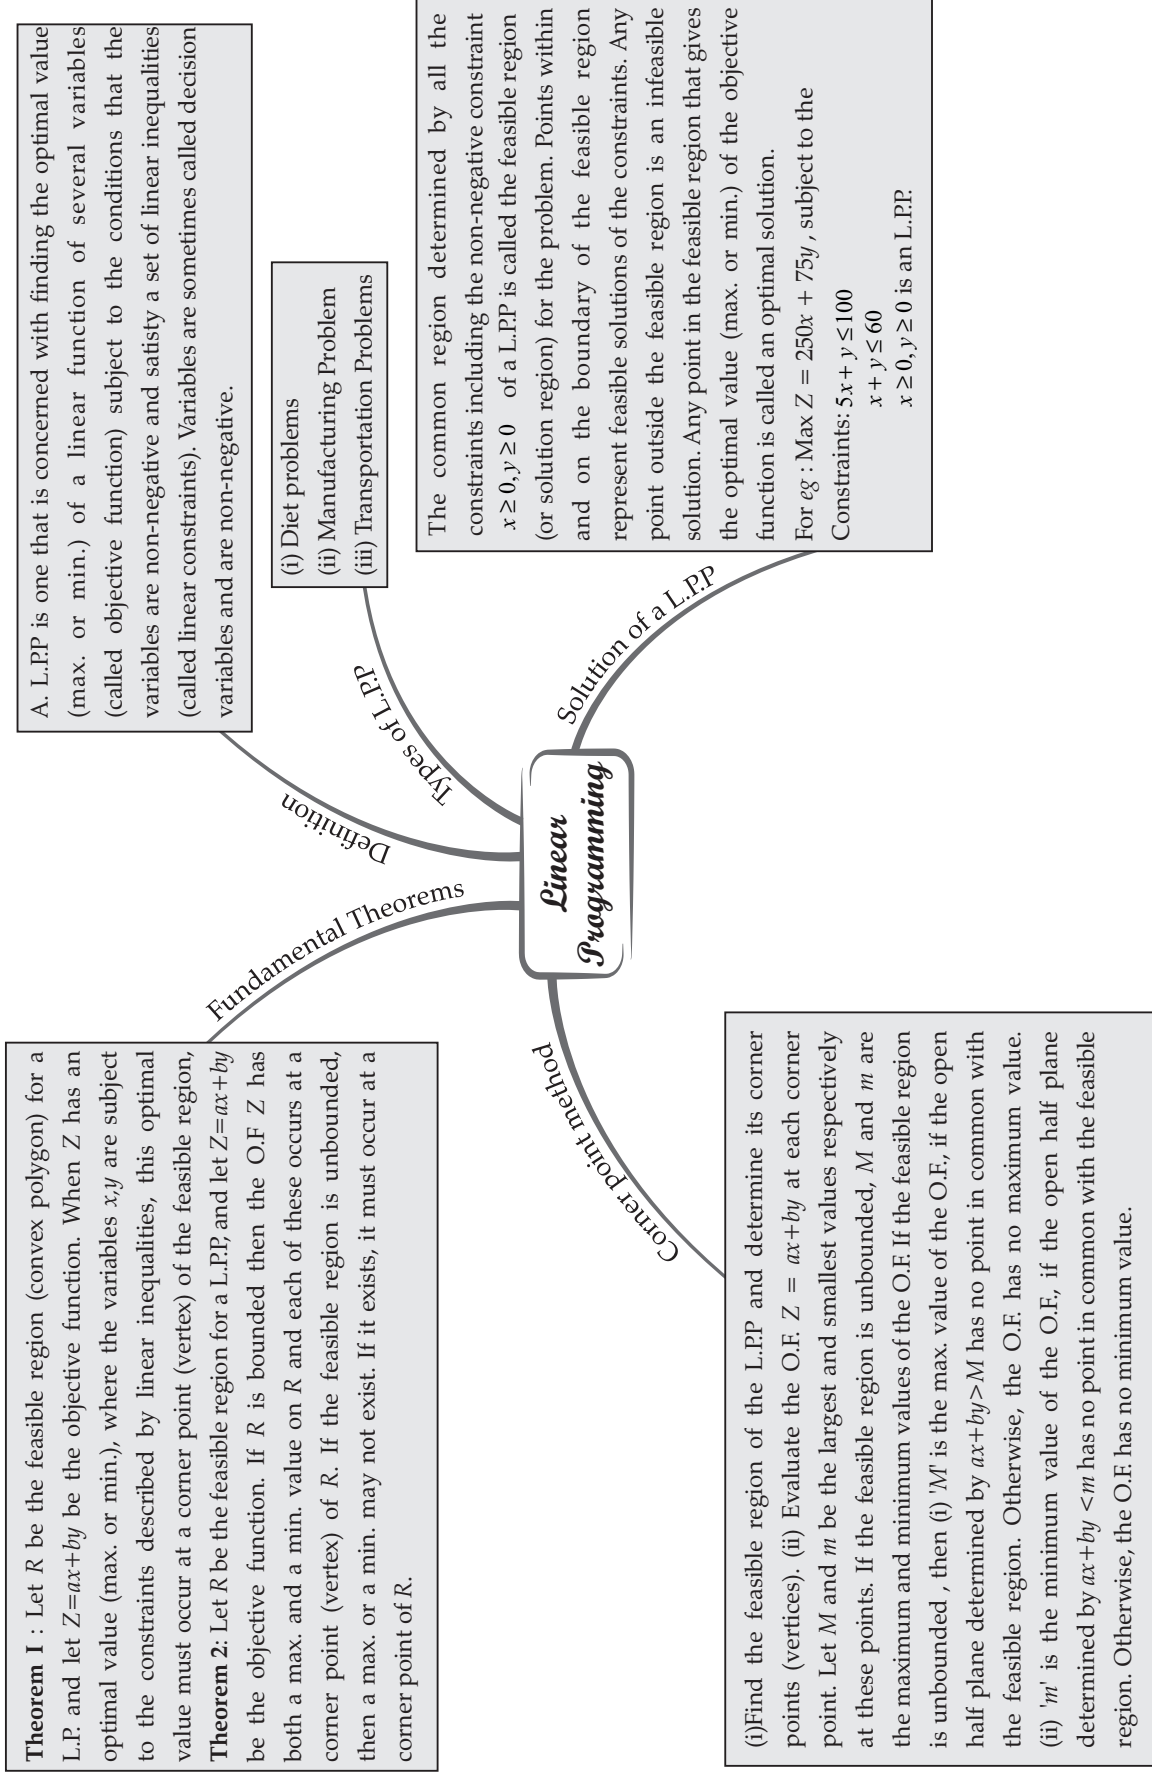 Linear
Programming
Definition
A. L.P.P is one that is concerned with finding the optimal value
(max. or min.) of a linear function of several variables
(called objective function) subject to the conditions that the
variables are non-negative and satisty a set of linear inequalities
(called linear constraints). Variables are sometimes called decision
variables and are non-negative.
Types of L.P.P
(i) Diet problems
(ii) Manufacturing Problem
(iii) Transportation Problems
Solution of a L.P.P
The common region determined by all the
constraints including the non-negative constraint
x ≥ 0, y ≥ 0 of a L.P.P is called the feasible region
(or solution region) for the problem. Points within
and on the boundary of the feasible region
represent feasible solutions of the constraints. Any
point outside the feasible region is an infeasible
solution. Any point in the feasible region that gives
the optimal value (max. or min.) of the objective
function is called an optimal solution.
For eg : Max Z = 250x + 75y, subject to the
Constraints: 5x + y ≤ 100
x + y ≤ 60
x ≥ 0, y ≥ 0 is an L.P.P.
Fundamental Theorems
Theorem 1 : Let R be the feasible region (convex polygon) for a
L.P. and let Z=ax+by be the objective function. When Z has an
optimal value (max. or min.), where the variables x,y are subject
to the constraints described by linear inequalities, this optimal
value must occur at a corner point (vertex) of the feasible region,
Theorem 2: Let R be the feasible region for a L.P.P, and let Z=ax+by
be the objective function. If R is bounded then the O.F Z has
both a max. and a min. value on R and each of these occurs at a
corner point (vertex) of R. If the feasible region is unbounded,
then a max. or a min. may not exist. If it exists, it must occur at a
corner point of R.
Corner point method
(i)Find the feasible region of the L.P.P and determine its corner
points (vertices). (ii) Evaluate the O.F. Z = ax+by at each corner
point. Let M and m be the largest and smallest values respectively
at these points. If the feasible region is unbounded, M and m are
the maximum and minimum values of the O.F. If the feasible region
is unbounded , then (i) 'M' is the max. value of the O.F., if the open
half plane determined by ax+by>M has no point in common with
the feasible region. Otherwise, the O.F. has no maximum value.
(ii) 'm' is the minimum value of the O.F., if the open half plane
determined by ax+by <m has no point in common with the feasible
region. Otherwise, the O.F. has no minimum value.